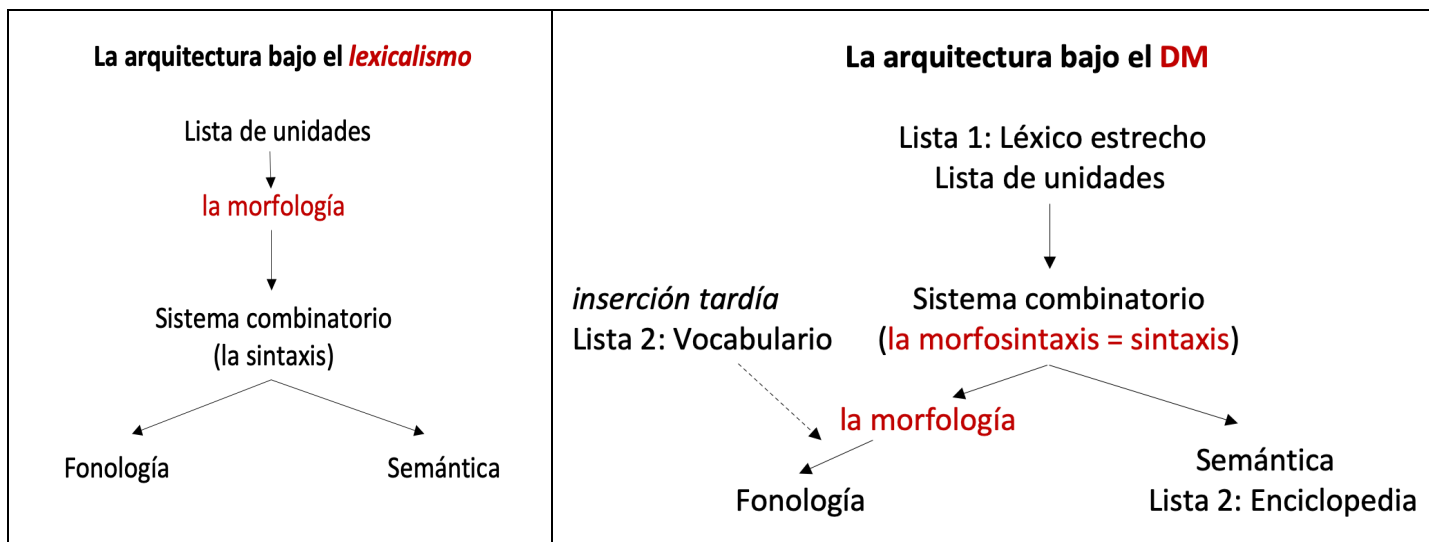 La arquitectura bajo el lexicalismo
Lista de unidades
la morfología
Sistema combinatorio
(la sintaxis)
Fonología
Semántica
La arquitectura bajo el DM
Lista 1: Léxico estrecho
Lista de unidades
inserción tardía
Lista 2: Vocabulario
Sistema combinatorio
(la morfosintaxis = sintaxis)
la morfología
Fonología
Semántica
Lista 2: Enciclopedia